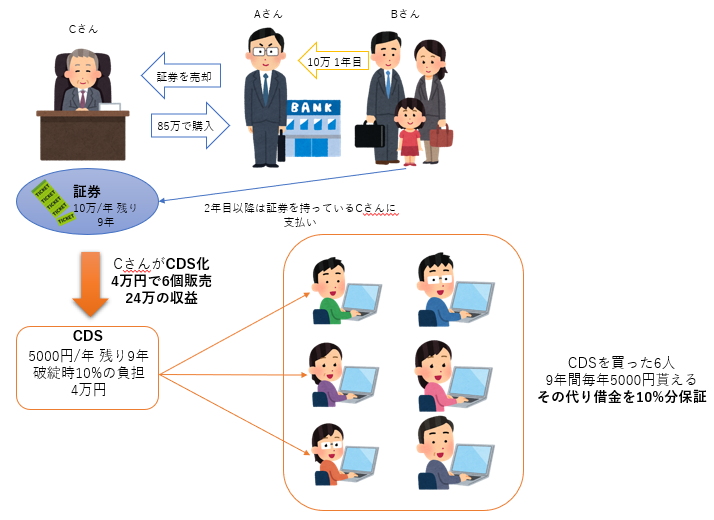 Cさん
Aさん
Bさん
証券を売却
10万 1年目
85万で購入
BANK
TICKET
TICKET
TICKET
TICKET
TICKET
証券
10万/年 残り
9年
2年目以降は証券を持っているCさんに
支払い
CさんがCDS化
4万円で6個販売
24万の収益
CDS
5000円/年 残り9年
破綻時10%の負担
4万円
CDSを買った6人
9年間毎年5000円貰える
その代り借金を10%分保証